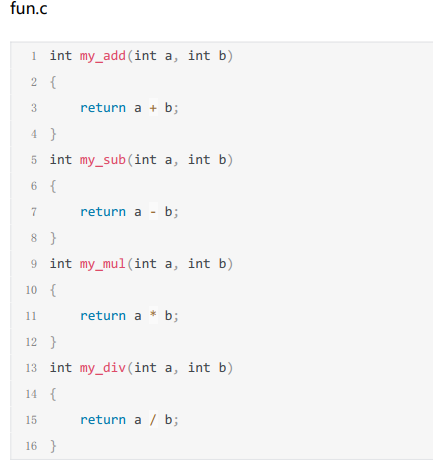 fun.c
1 int my_add(int a, int b)
2 {
3     return a + b;
4 }
5 int my_sub(int a, int b)
6 {
7     return a - b;
8 }
9 int my_mul(int a, int b)
10 {
11     return a * b;
12 }
13 int my_div(int a, int b)
14 {
15     return a / b;
16 }